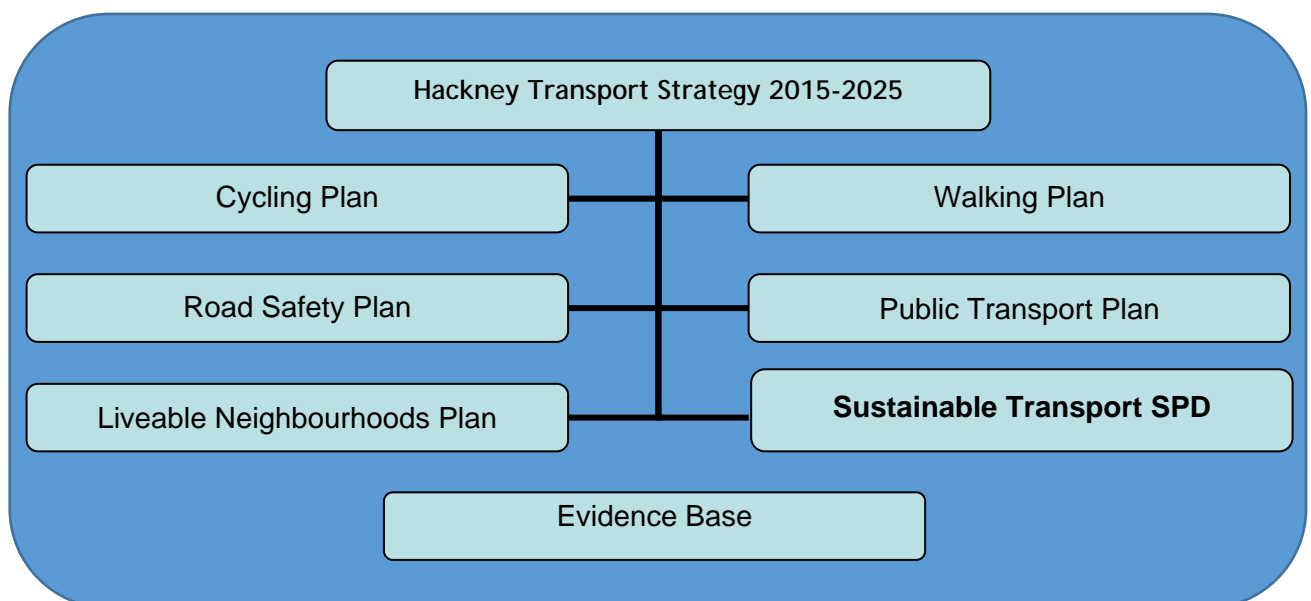 Hackney Transport Strategy 2015-2025
Cycling Plan
Walking Plan
Road Safety Plan
Public Transport Plan
Liveable Neighbourhoods Plan
Sustainable Transport SPD
Evidence Base